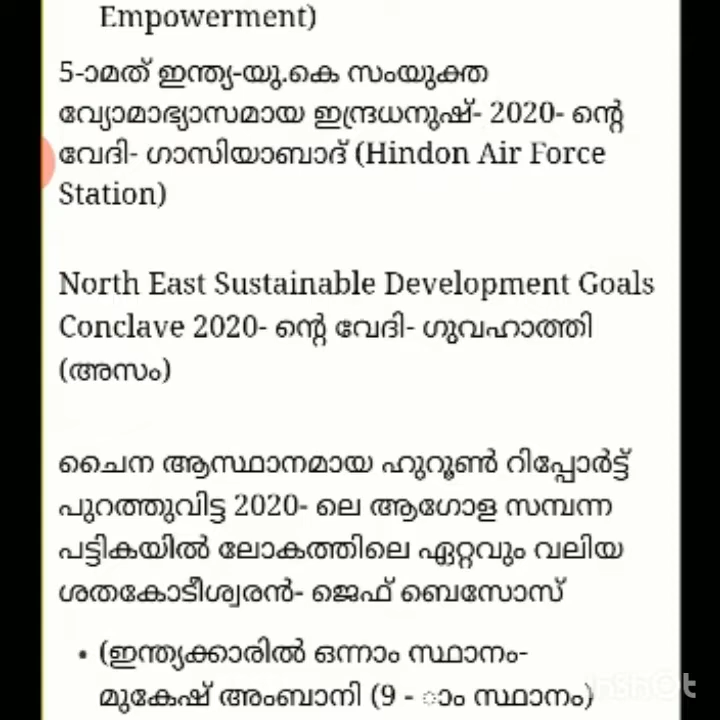 Empowerment)
5-ാമത് ഇന്ത്യ-യു.കെ സംയുക്ത
വ്യോമാഭ്യാസമായ ഇന്ദ്രധനുഷ്- 2020- ന്റെ
വേദി- ഗാസിയാബാദ് (Hindon Air Force
Station)
North East Sustainable Development Goals
Conclave 2020- ന്റെ വേദി- ഗുവഹാത്തി
(അസം)
ചൈന ആസ്ഥാനമായ ഹുറൂൺ റിപ്പോർട്ട്
പുറത്തുവിട്ട 2020- ലെ ആഗോള സമ്പന്ന
പട്ടികയിൽ ലോകത്തിലെ ഏറ്റവും വലിയ
ശതകോടീശ്വരൻ- ജെഫ് ബെസോസ്
• (ഇന്ത്യക്കാരിൽ ഒന്നാം സ്ഥാനം-
മുകേഷ് അംബാനി (9 - ാം സ്ഥാനം)